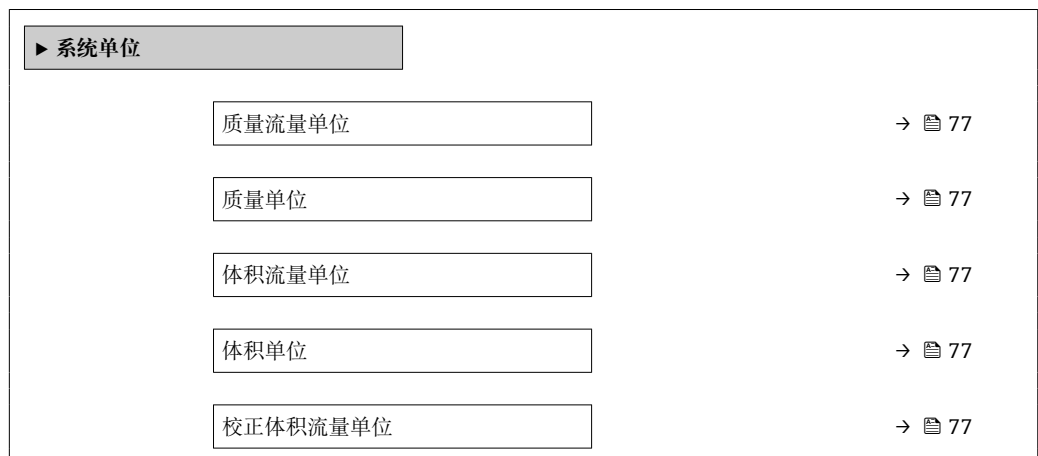 ▶ 系统单位
质量流量单位 → 🖹 77
质量单位 → 🖹 77
体积流量单位 → 🖹 77
体积单位 → 🖹 77
校正体积流量单位 → 🖹 77